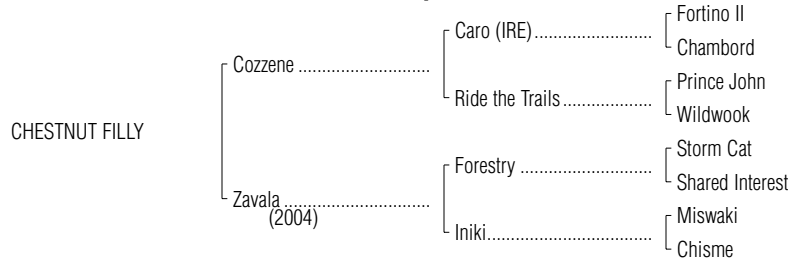 Fortino II
Caro (IRE)
Chambord
Cozzene
Prince John
Ride the Trails
Wildwook
CHESTNUT FILLY
Storm Cat
Forestry
Shared Interest
Zavala
(2004)
Miswaki
Iniki
Chisme